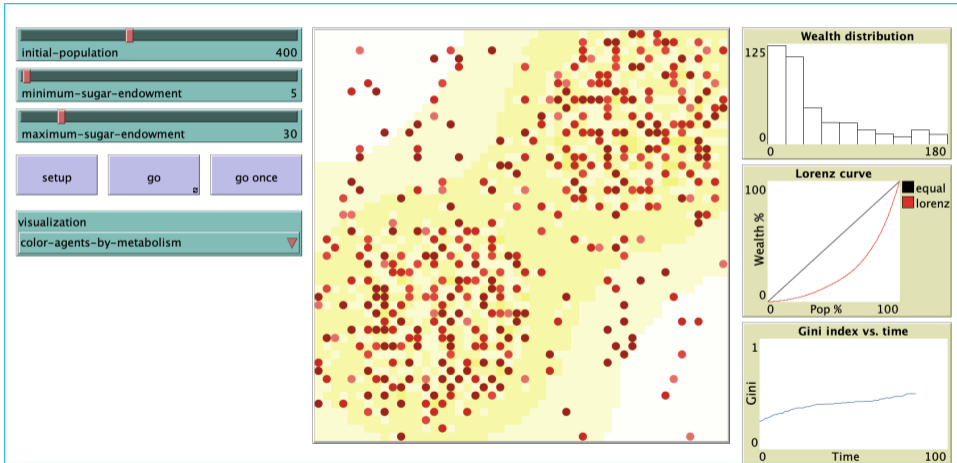 initial-population 400
minimum-sugar-endowment 5
maximum-sugar-endowment 30
setup
go
go once
visualization
color-agents-by-metabolism
Wealth distribution
125
0
0 180
Lorenz curve
100
Wealth %
0
0 Pop % 100
equal
lorenz
Gini index vs. time
1
Gini
0
0 Time 100